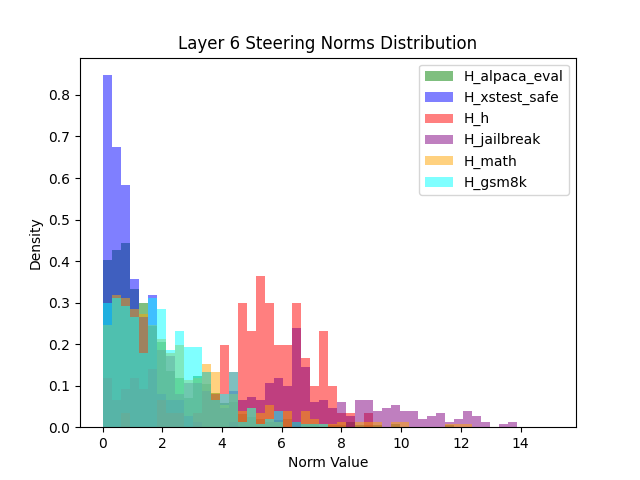 Layer 6 Steering Norms Distribution
H_alpaca_eval
H_xstest_safe
H_h
H_jailbreak
H_math
H_gsm8k
Density
0.8
0.7
0.6
0.5
0.4
0.3
0.2
0.1
0.0
0 2 4 6 8 10 12 14
Norm Value